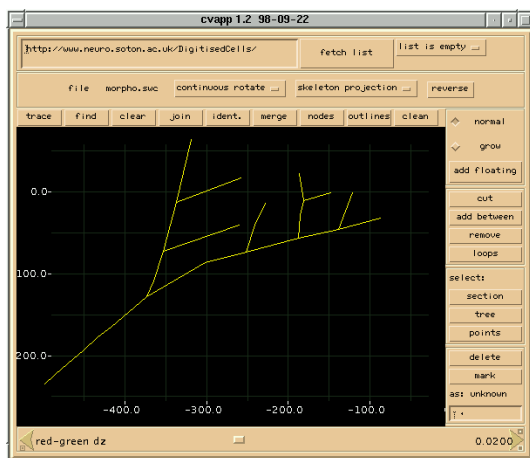 cvapp 1.2 98-09-22
http://www.neuro.soton.ac.uk/DigitisedCells/
fetch list
list is empty
file morpho.swc
continuous rotate
skeleton projection
reverse
trace find clear join ident. merge nodes outlines clean
normal
grow
add floating
cut
add between
remove
loops
select:
section
tree
points
delete
mark
as: unknown
0.0-
100.0-
200.0-
-400.0- -300.0- -200.0- -100.0-
red-green dz
0.0200